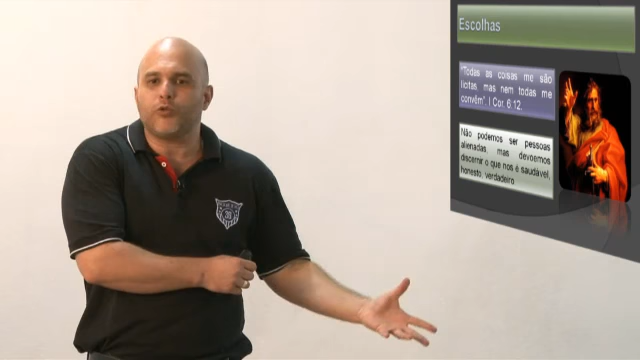 Escolhas
"Todas as coisas me são
lícitas, mas nem todas me
convêm". I Cor. 6:12.
Não podemos ser pessoas
alienadas, mas devemos
discernir o que nos é saudável,
honesto, verdadeiro
30